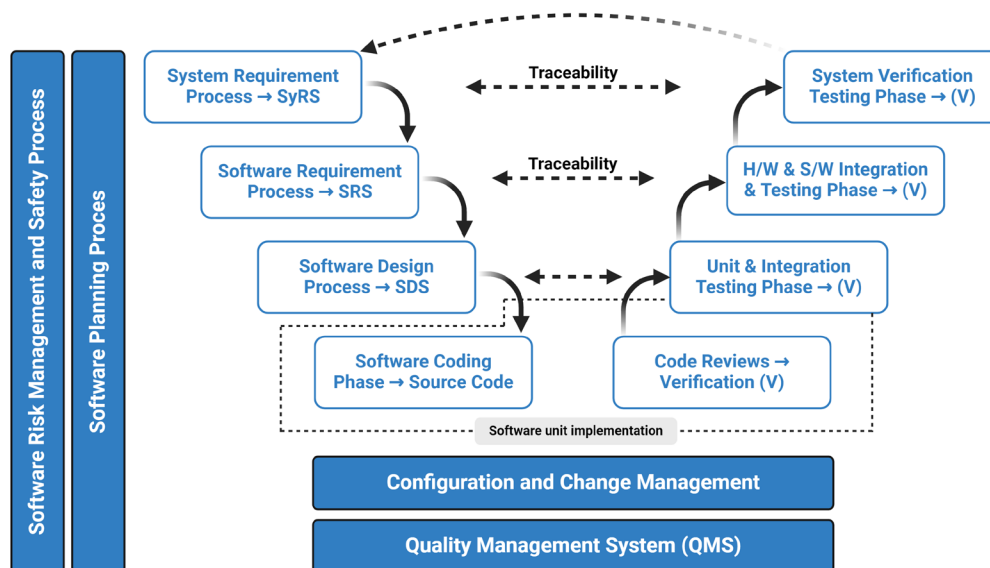 Software Risk Management and Safety Process
Software Planning Proces
System Requirement
Process → SyRS
Traceability
System Verification
Testing Phase → (V)
Software Requirement
Process → SRS
Traceability
H/W & S/W Integration
& Testing Phase → (V)
Software Design
Process → SDS
Unit & Integration
Testing Phase → (V)
Software Coding
Phase → Source Code
Code Reviews →
Verification (V)
Software unit implementation
Configuration and Change Management
Quality Management System (QMS)